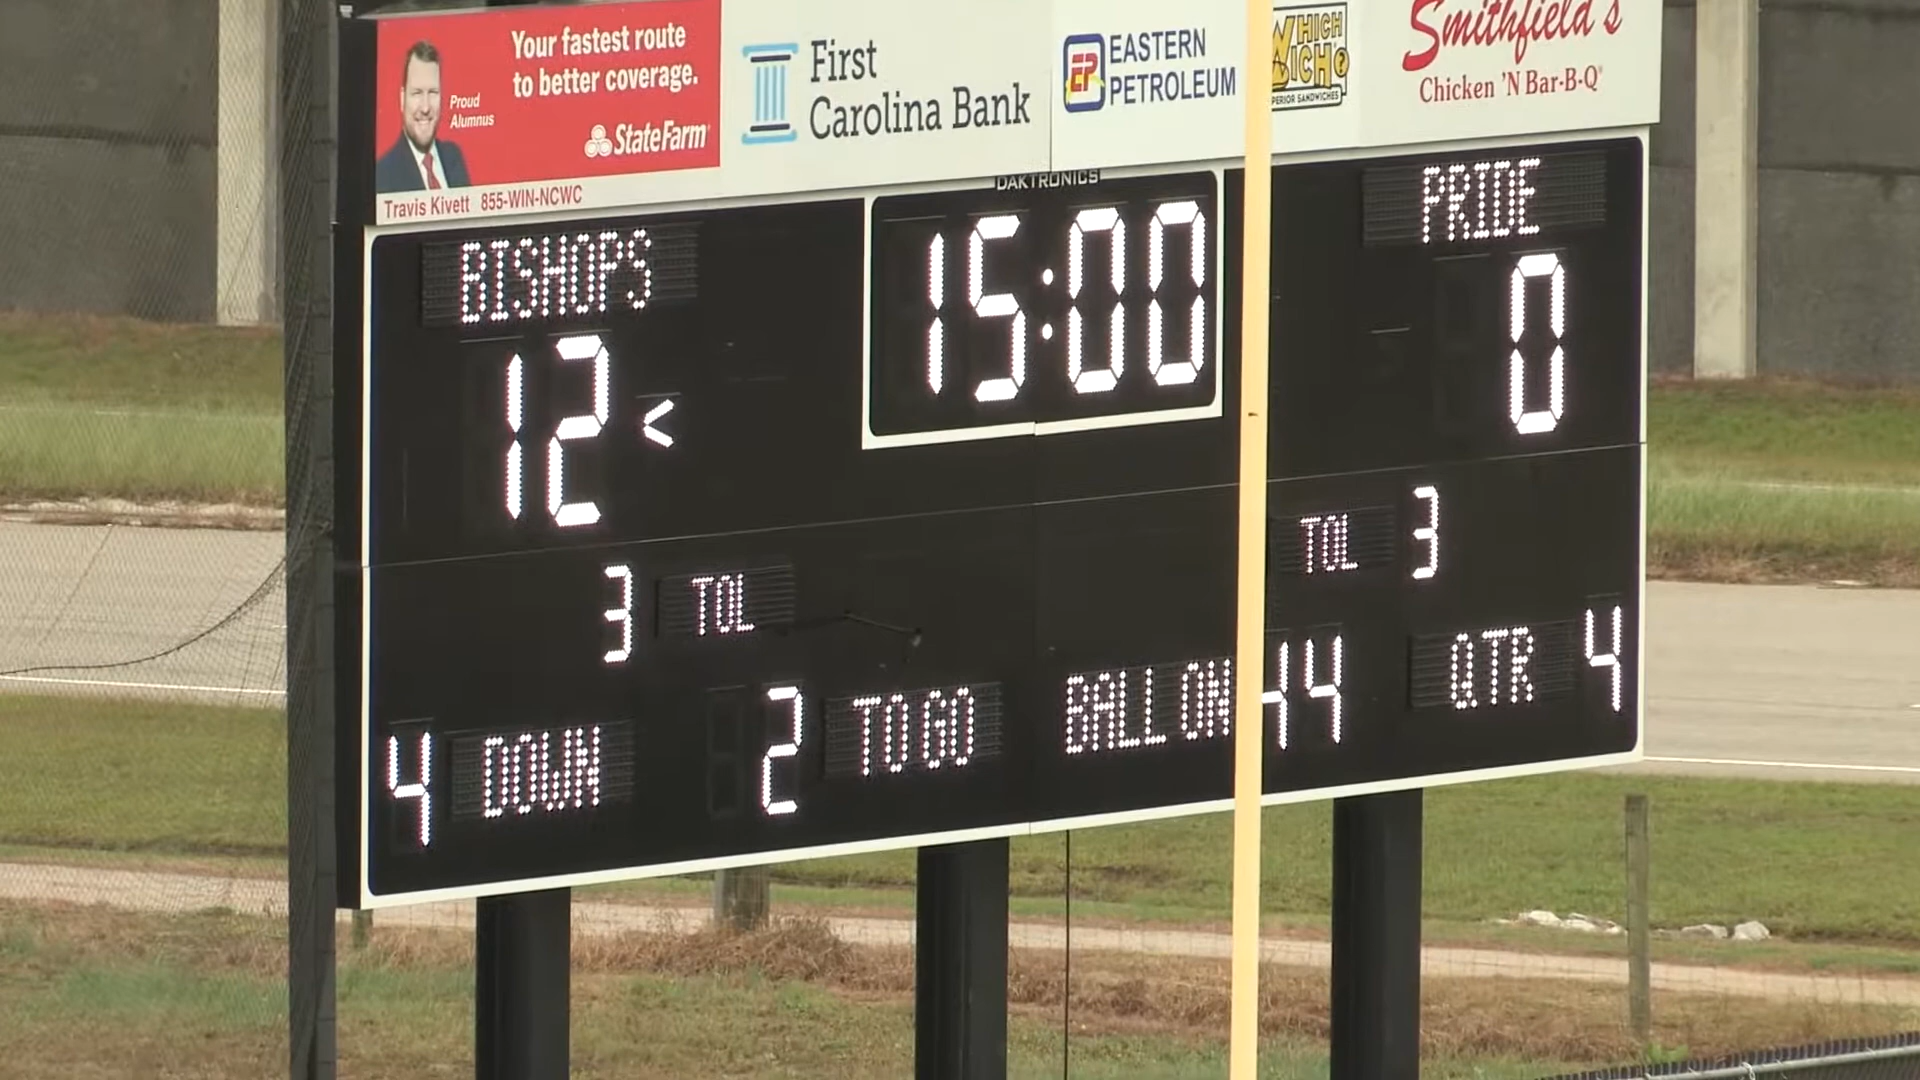 Your fastest route
to better coverage.
Proud
Alumnus
StateFarm
Travis Kivett 855-WIN-NCWC
First
Carolina Bank
EP
EASTERN
PETROLEUM
WHICH
WICH?
Smithfield's
Chicken 'N Bar-B-Q
DAKTRONICS
BISHOPS
15:00
PRIDE
12 <
0
3 TOL
TOL 3
4 DOWN
2 TO GO
BALL ON
QTR 4